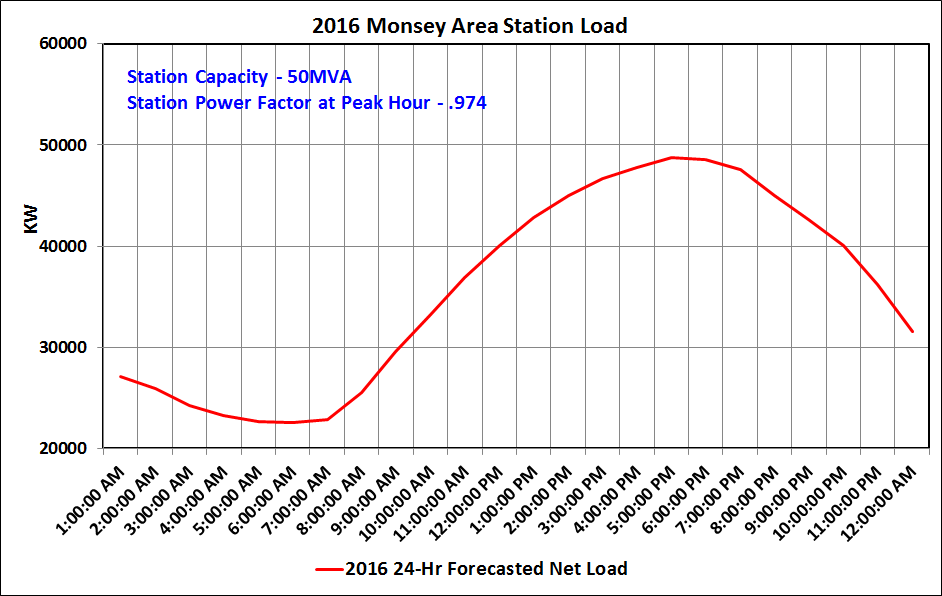 2016 Monsey Area Station Load
60000
Station Capacity - 50MVA
Station Power Factor at Peak Hour - .974
50000
KW
40000
30000
20000
1:00:00 AM
2:00:00 AM
3:00:00 AM
4:00:00 AM
5:00:00 AM
6:00:00 AM
7:00:00 AM
8:00:00 AM
9:00:00 AM
10:00:00 AM
11:00:00 AM
12:00:00 PM
1:00:00 PM
2:00:00 PM
3:00:00 PM
4:00:00 PM
5:00:00 PM
6:00:00 PM
7:00:00 PM
8:00:00 PM
9:00:00 PM
10:00:00 PM
11:00:00 PM
12:00:00 AM
2016 24-Hr Forecasted Net Load